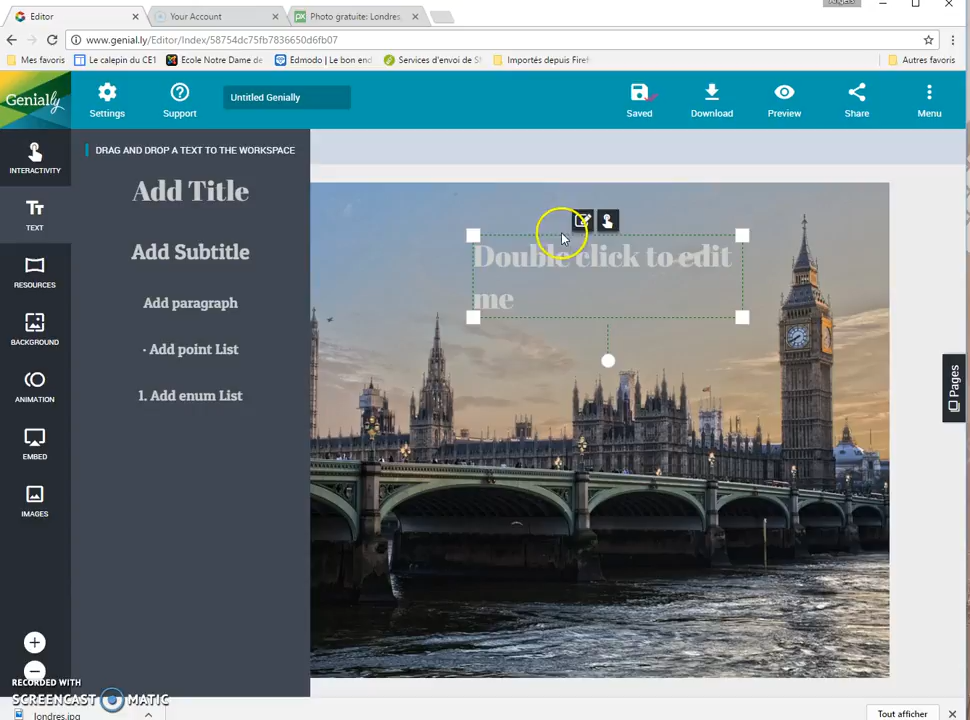 Editor
Your Account
Photo gratuite: Londres,
www.genial.ly/Editor/Index/58754dc75fb7836650d6fb07
Mes favoris
Le calepin du CE1
Ecole Notre Dame de
Edmodo | Le bon end
Services d'envoi de
Importés depuis Firef
Autres favoris
Genially
Settings
Support
Untitled Genially
Saved
Download
Preview
Share
Menu
INTERACTIVITY
TEXT
RESOURCES
BACKGROUND
ANIMATION
EMBED
IMAGES
DRAG AND DROP A TEXT TO THE WORKSPACE
Add Title
Add Subtitle
Add paragraph
· Add point List
1. Add enum List
Double click to edit
me
Pages
RECORDED WITH
SCREENCAST MATIC
londres.jpg
Tout afficher